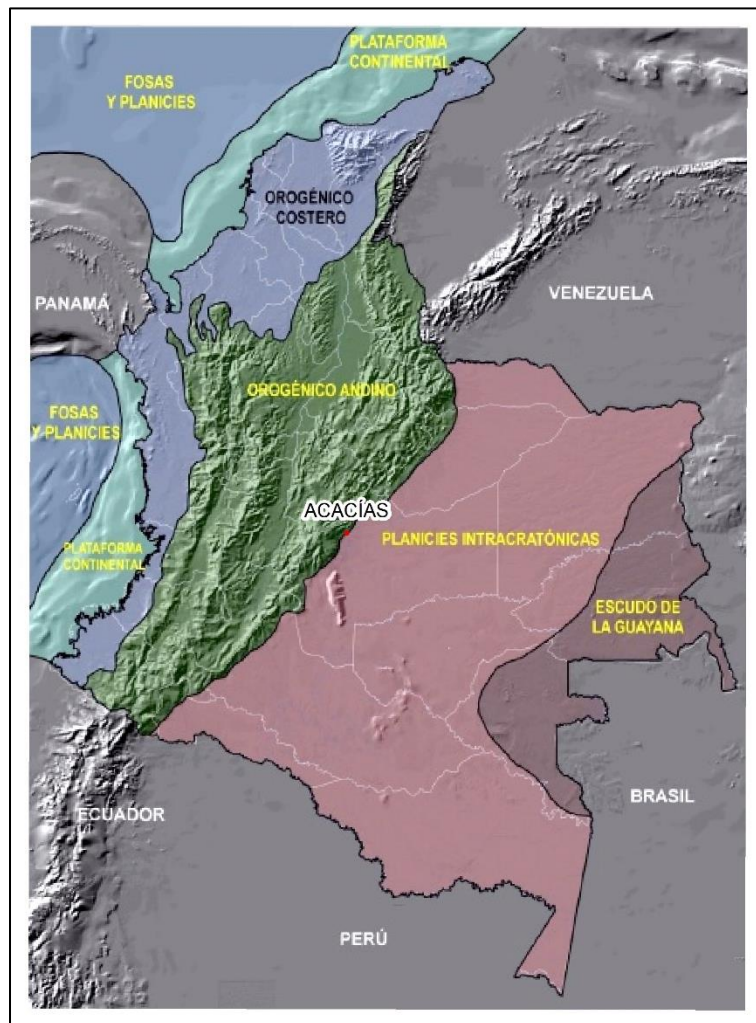 PLATAFORMA
CONTINENTAL
FOSAS
Y PLANICIES
OROGÉNICO
COSTERO
PANAMÁ
VENEZUELA
OROGÉNICO ANDINO
FOSAS
Y PLANICIES
ACACÍAS
PLANICIES INTRACRATÓNICAS
PLATAFORMA
CONTINENTAL
ESCUDO DE
LA GUAYANA
BRASIL
ECUADOR
PERÚ